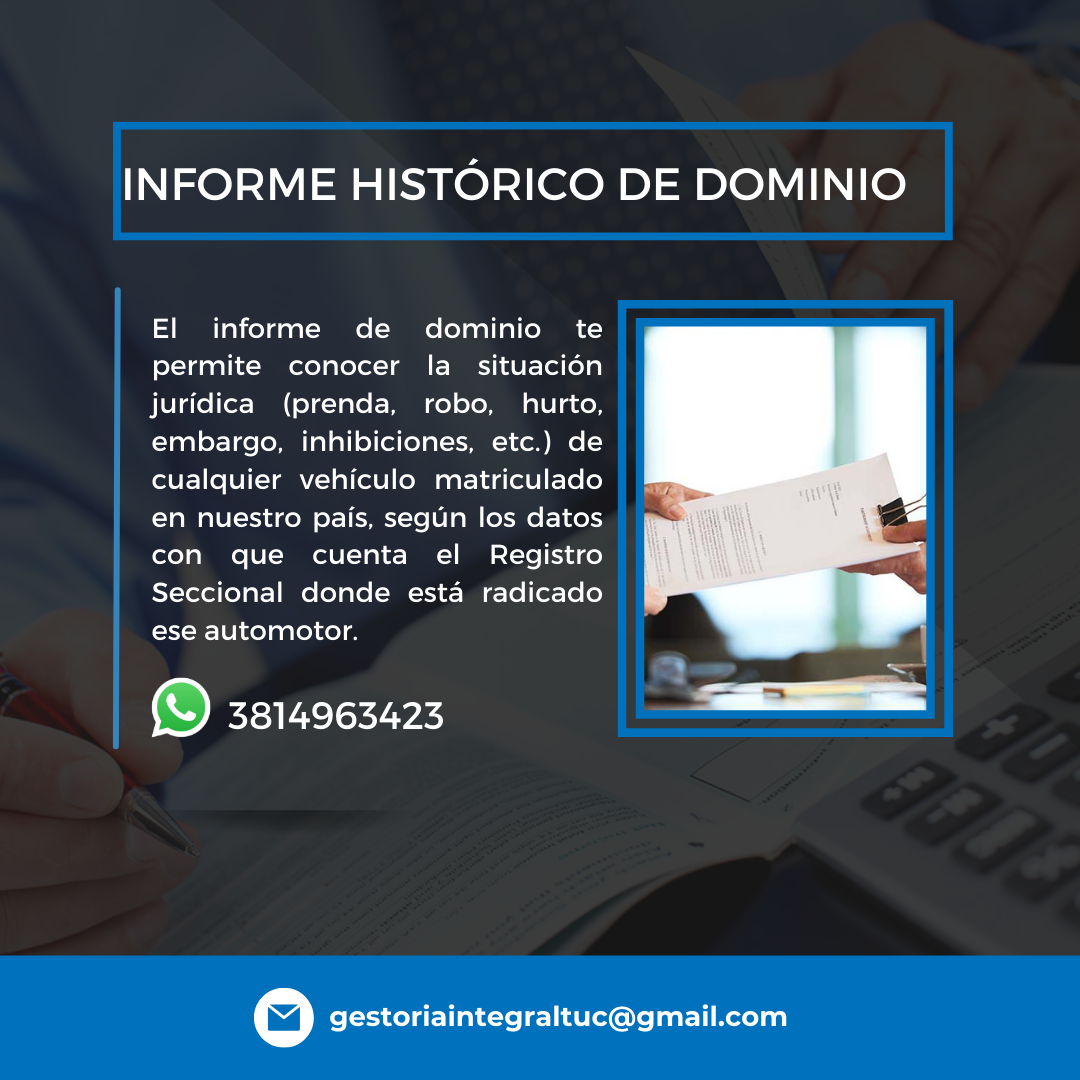 INFORME HISTÓRICO DE DOMINIO
El informe de dominio te
permite conocer la situación
jurídica (prenda, robo, hurto,
embargo, inhibiciones, etc.) de
cualquier vehículo matriculado
en nuestro país, según los datos
con que cuenta el Registro
Seccional donde está radicado
ese automotor.
3814963423
gestoriaintegraltuc@gmail.com